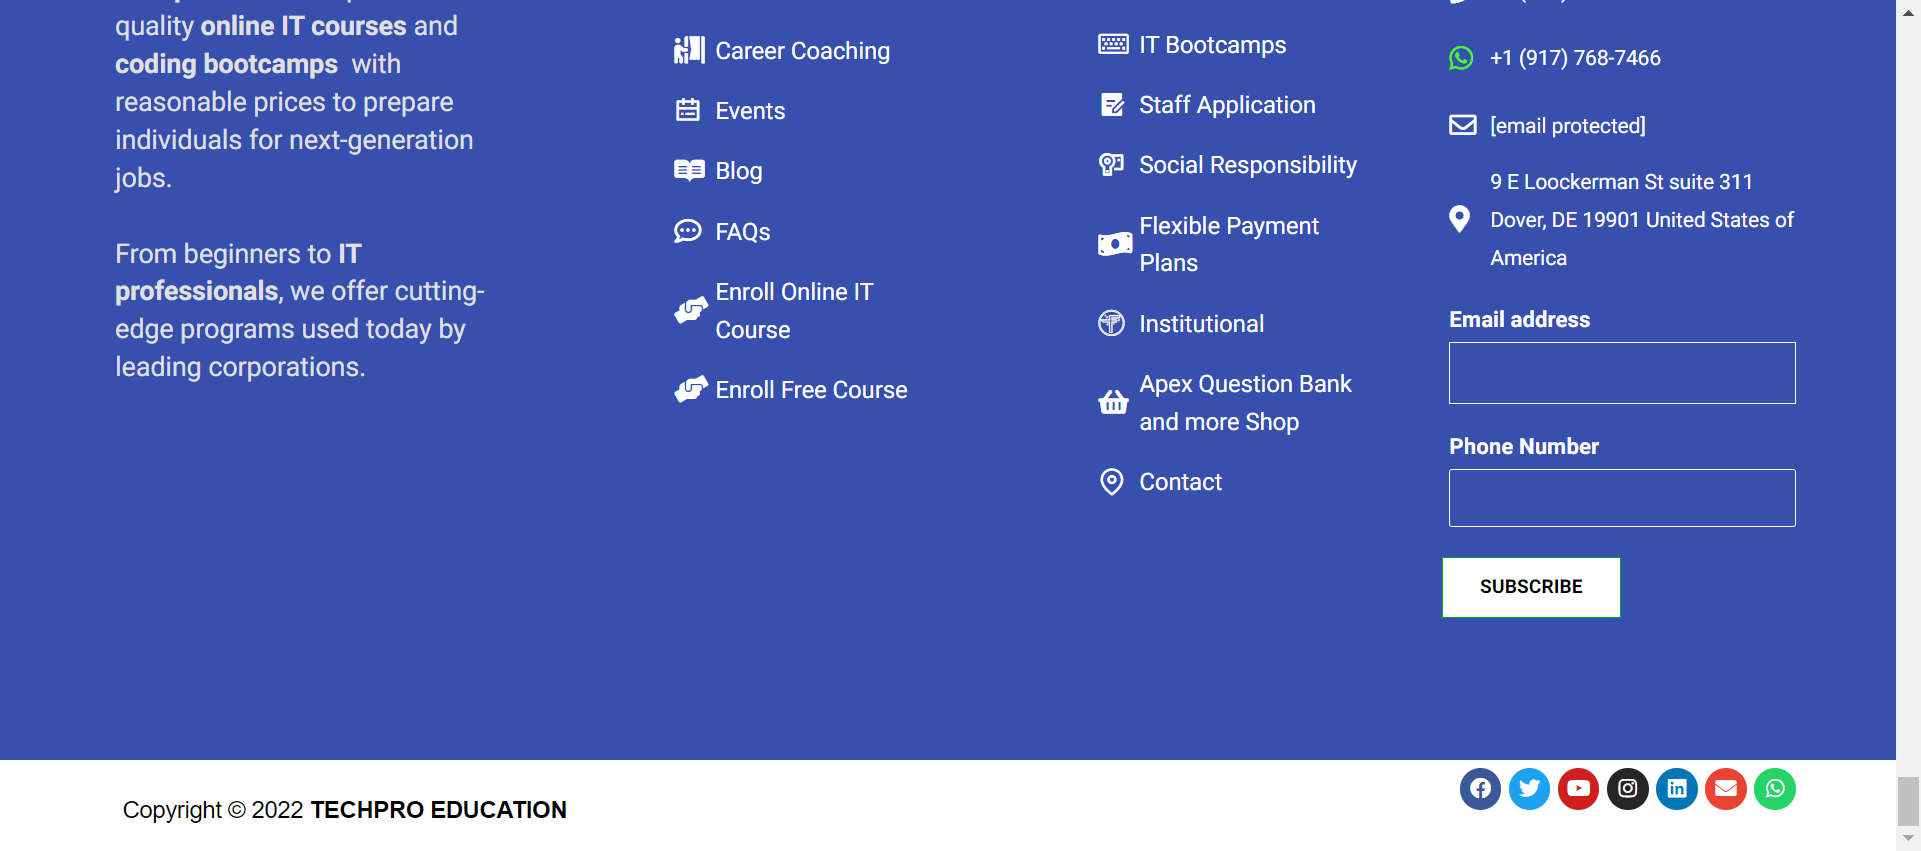 quality online IT courses and
coding bootcamps with
reasonable prices to prepare
individuals for next-generation
jobs.
From beginners to IT
professionals, we offer cutting-
edge programs used today by
leading corporations.
Career Coaching
Events
Blog
FAQs
Enroll Online IT
Course
Enroll Free Course
IT Bootcamps
Staff Application
Social Responsibility
Flexible Payment
Plans
Institutional
Apex Question Bank
and more Shop
Contact
+1 (917) 768-7466
[email protected]
9 E Loockerman St suite 311
Dover, DE 19901 United States of
America
Email address
Phone Number
SUBSCRIBE
Copyright © 2022 TECHPRO EDUCATION